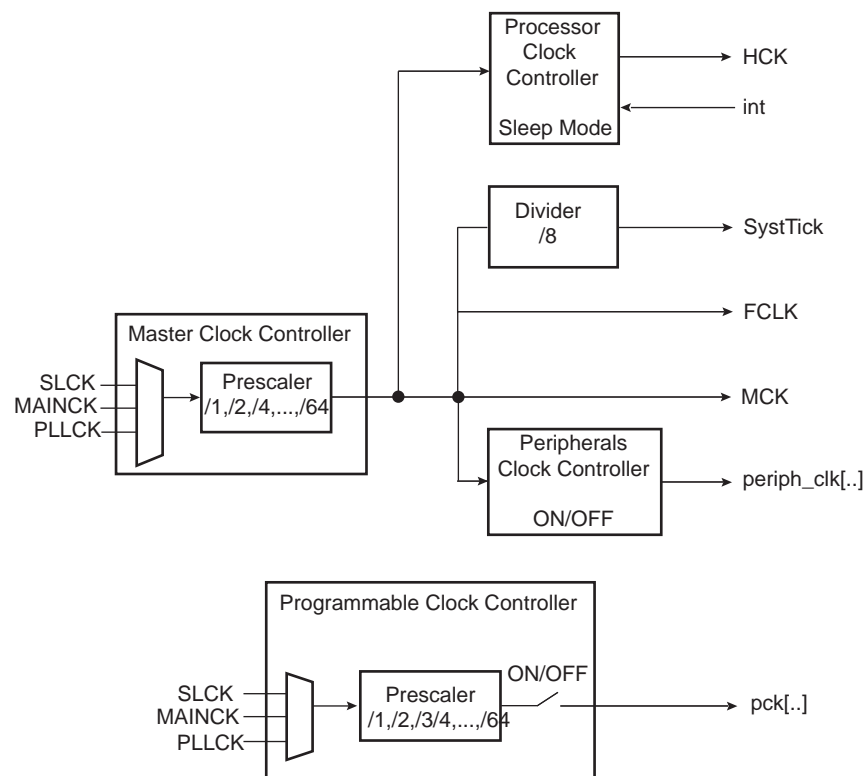 Processor
Clock
Controller
Sleep Mode
HCK
int
Divider
/8
SystTick
FCLK
Master Clock Controller
SLCK
MAINCK
PLLCK
Prescaler
/1,/2,/4,...,/64
MCK
Peripherals
Clock Controller
ON/OFF
periph_clk[..]
Programmable Clock Controller
SLCK
MAINCK
PLLCK
Prescaler
/1,/2,/3/4,...,/64
ON/OFF
pck[..]